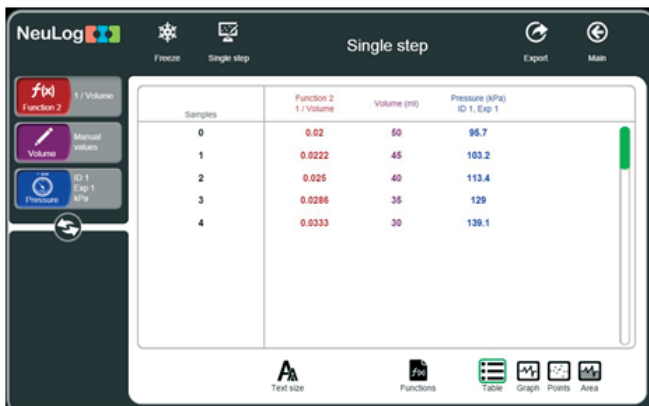 NeuLog
Freeze
Single step
Single step
Export
Main
f(x)
Function 2
1 / Volume
Volume
Manual
values
Pressure
ID 1
Exp 1
kPa
Samples
Function 2
1 / Volume
Volume (ml)
Pressure (kPa)
ID 1, Exp 1
0 0.02 50 95.7
1 0.0222 45 103.2
2 0.025 40 113.4
3 0.0286 35 129
4 0.0333 30 139.1
AA
Text size
f(x)
Functions
Table
Graph
Points
Area